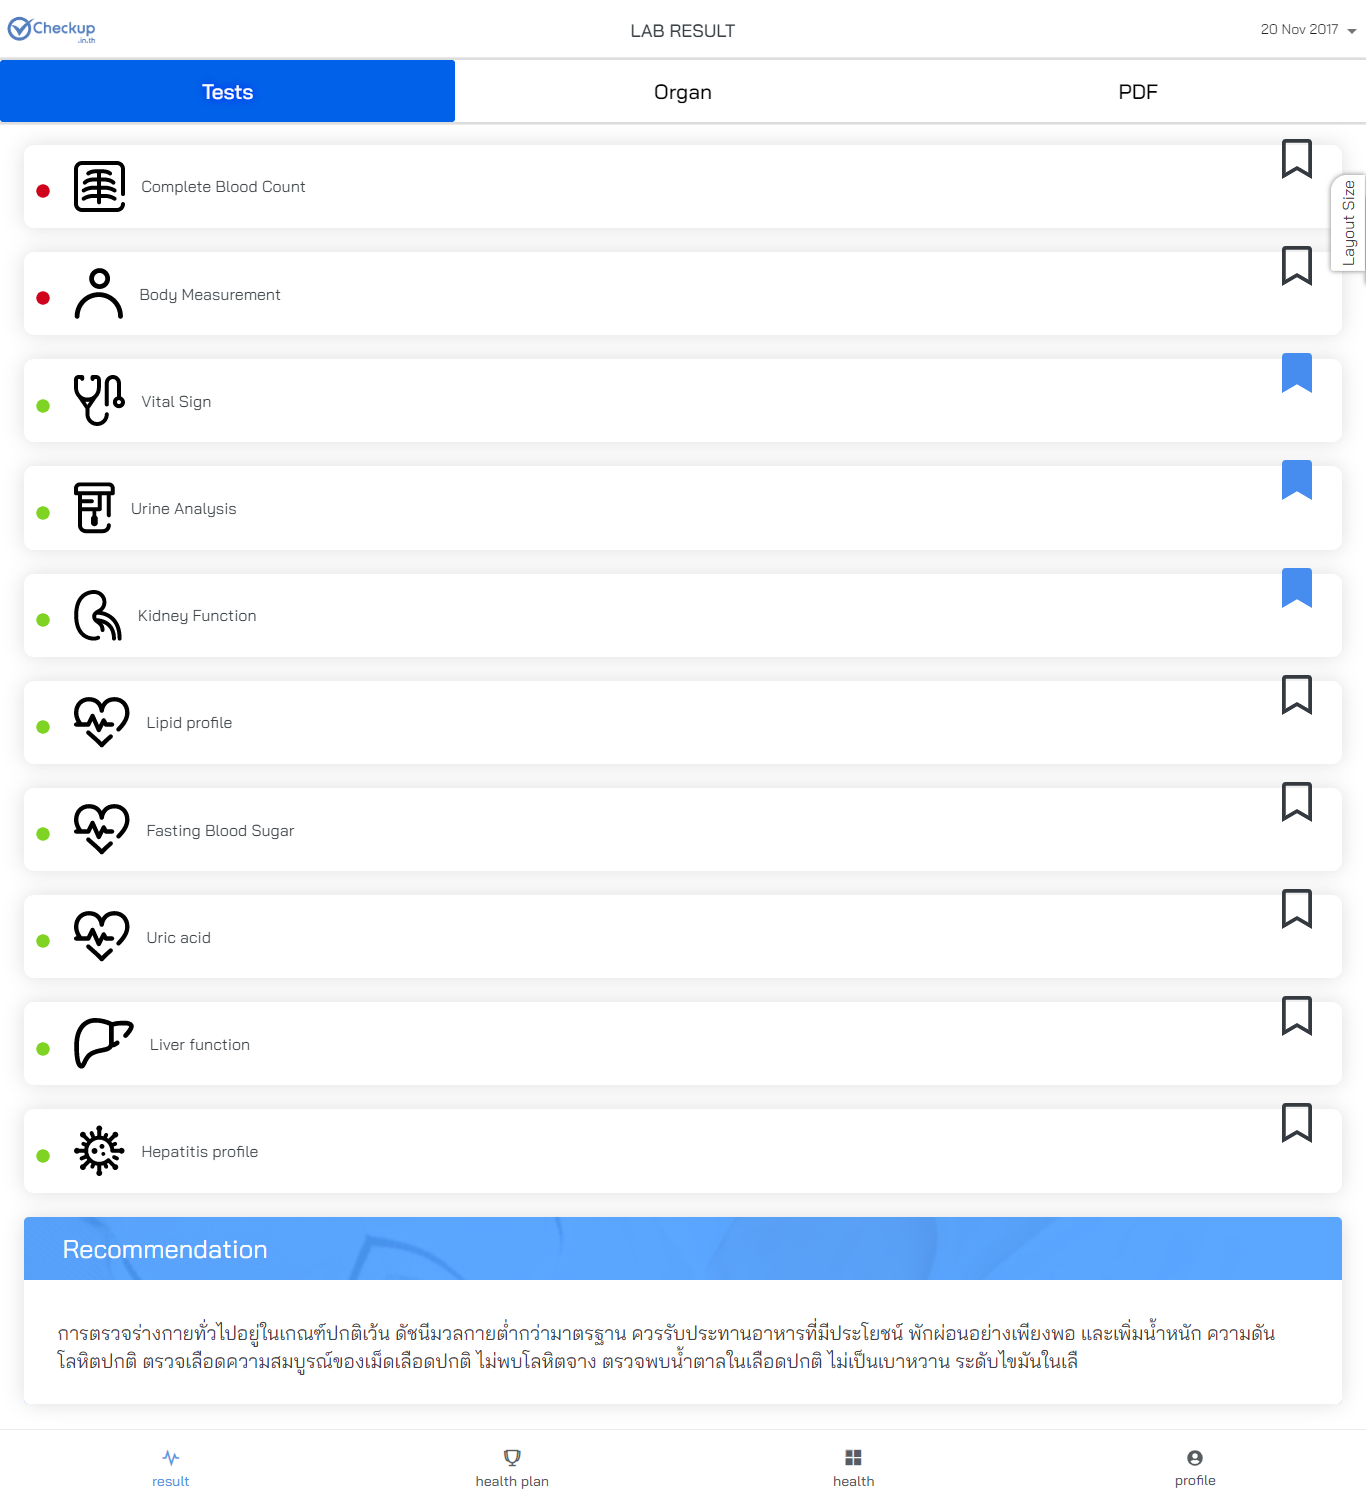 Checkup
.in.th
LAB RESULT
20 Nov 2017
Tests
Organ
PDF
Complete Blood Count
Layout Size
Body Measurement
Vital Sign
Urine Analysis
Kidney Function
Lipid profile
Fasting Blood Sugar
Uric acid
Liver function
Hepatitis profile
Recommendation
การตรวจร่างกายทั่วไปอยู่ในเกณฑ์ปกติเว้น ดัชนีมวลกายต่ำกว่ามาตรฐาน ควรรับประทานอาหารที่มีประโยชน์ พักผ่อนอย่างเพียงพอ และเพิ่มน้ำหนัก ความดัน
โลหิตปกติ ตรวจเลือดความสมบูรณ์ของเม็ดเลือดปกติ ไม่พบโลหิตจาง ตรวจพบน้ำตาลในเลือดปกติ ไม่เป็นเบาหวาน ระดับไขมันในเลื
result
health plan
health
profile